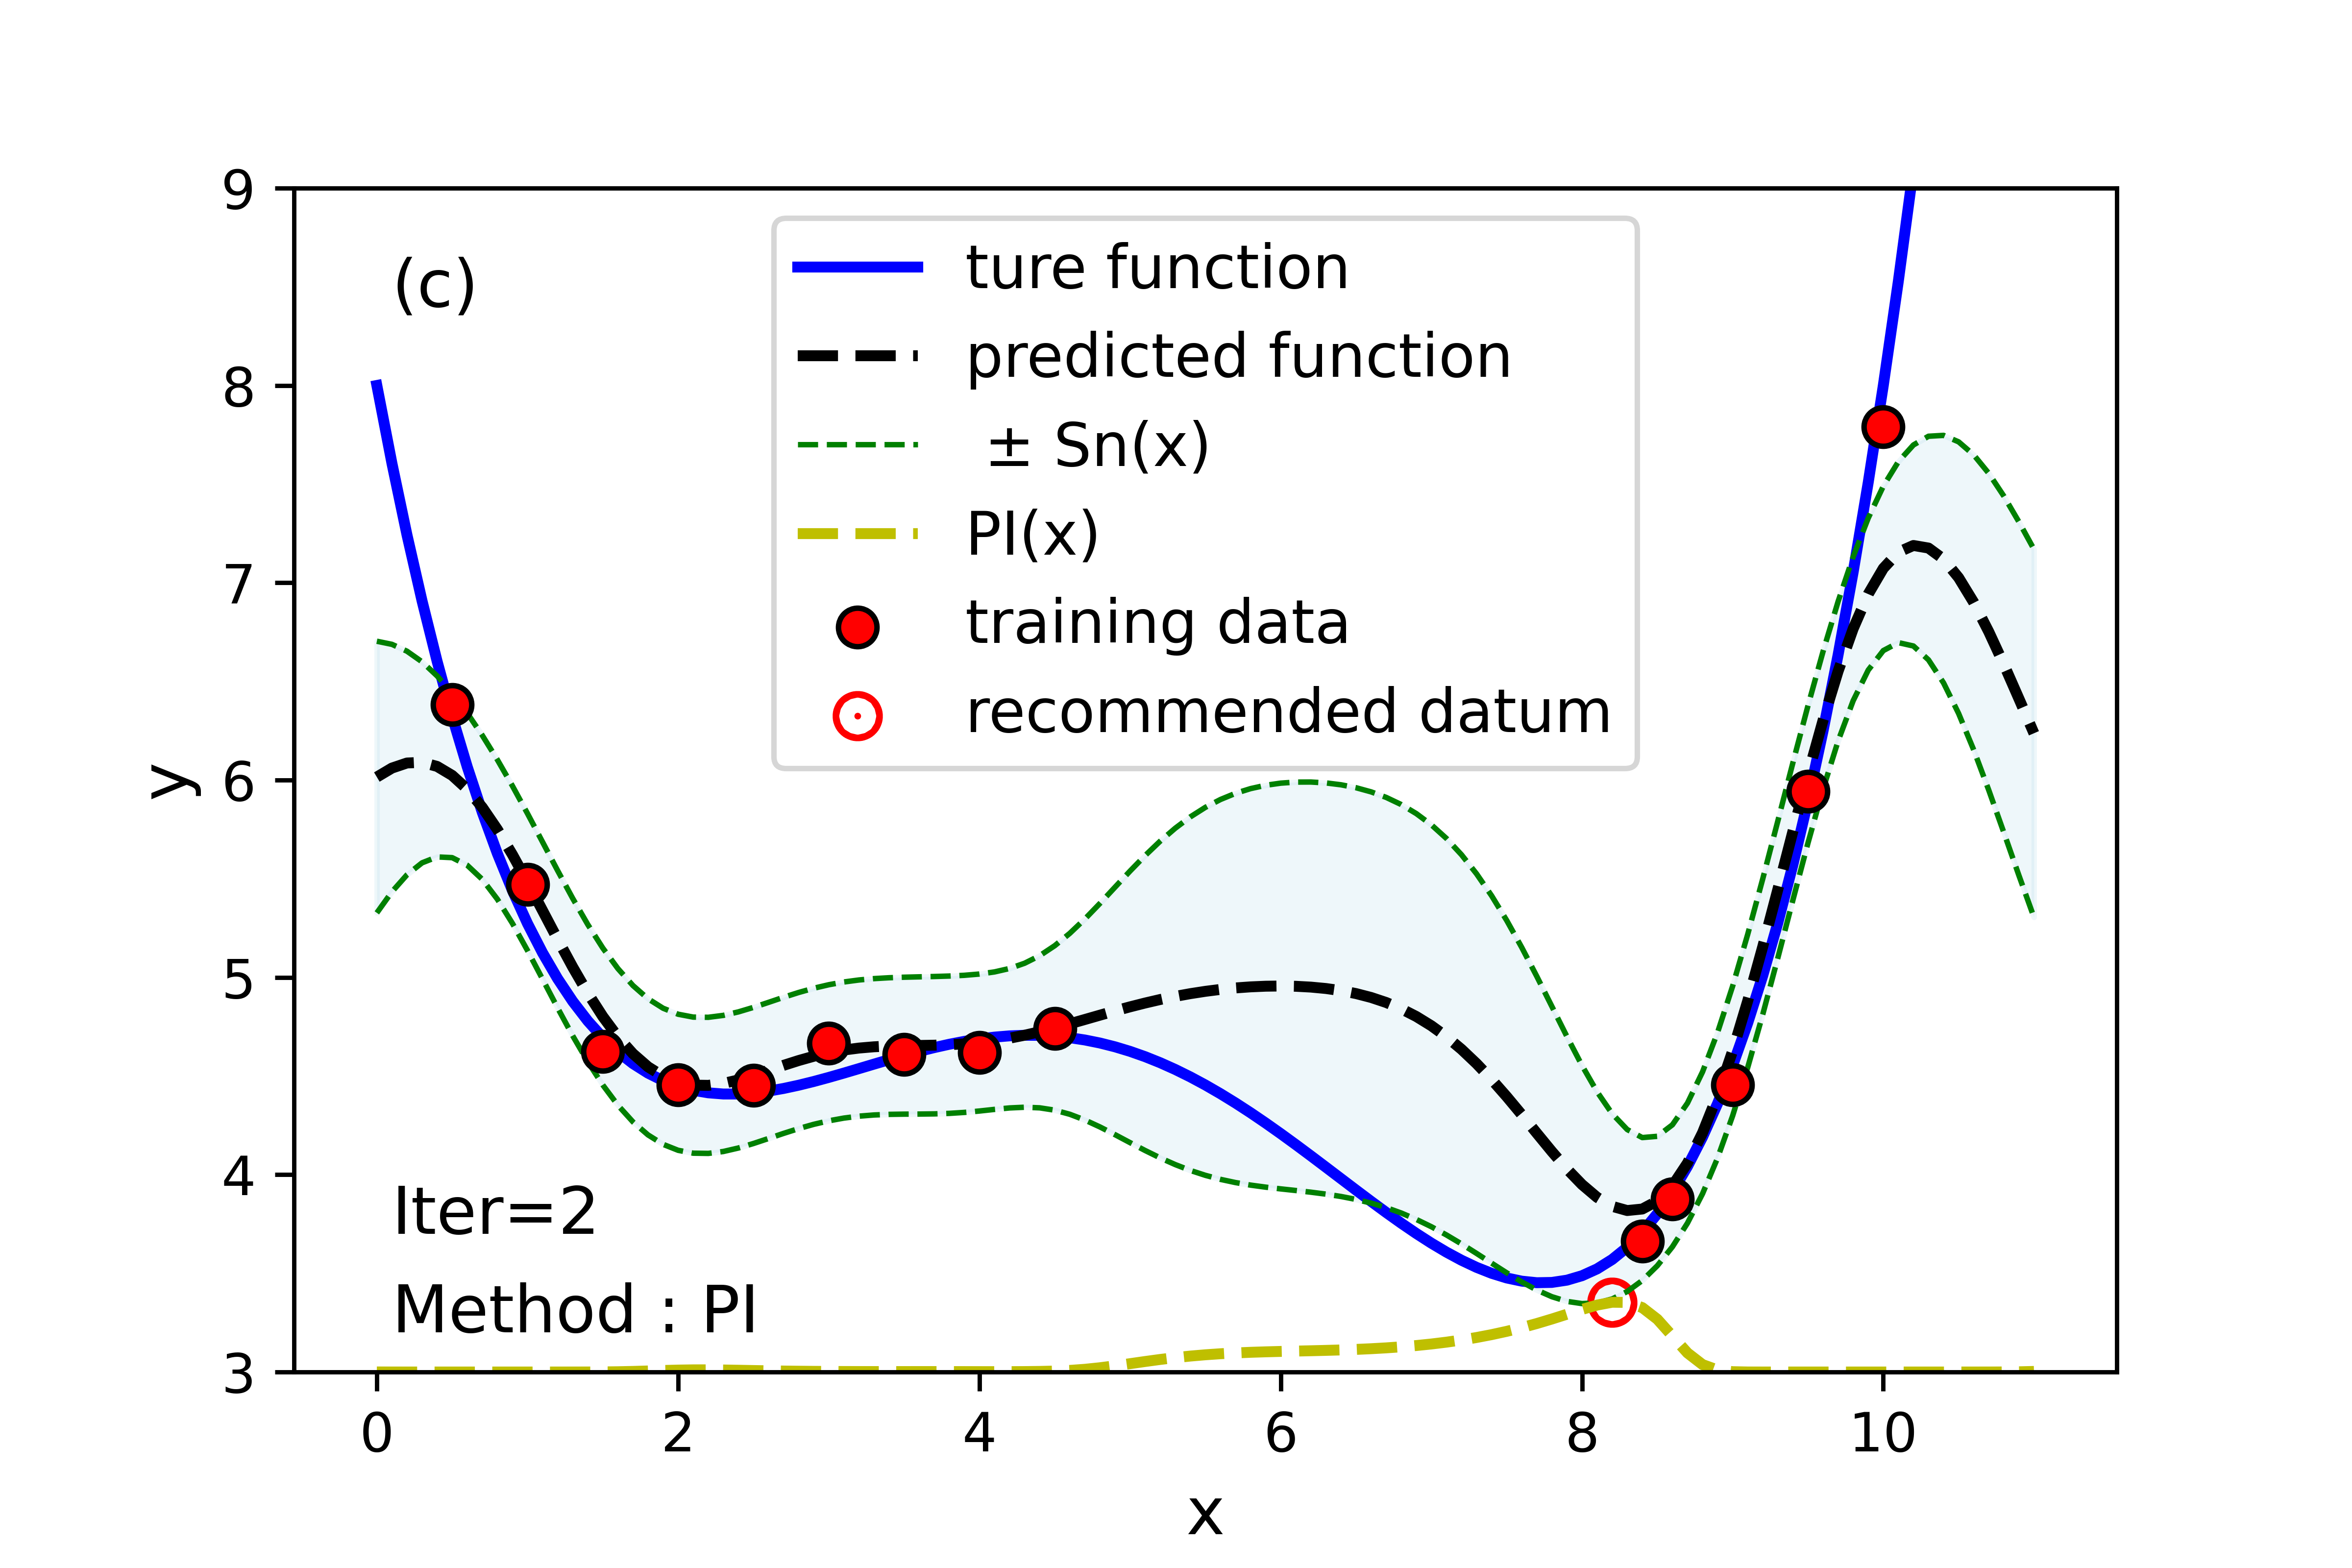 (c)
ture function
predicted function
± Sn(x)
PI(x)
training data
recommended datum
Iter=2
Method : PI
y
9
8
7
6
5
4
3
0 2 4 6 8 10
x